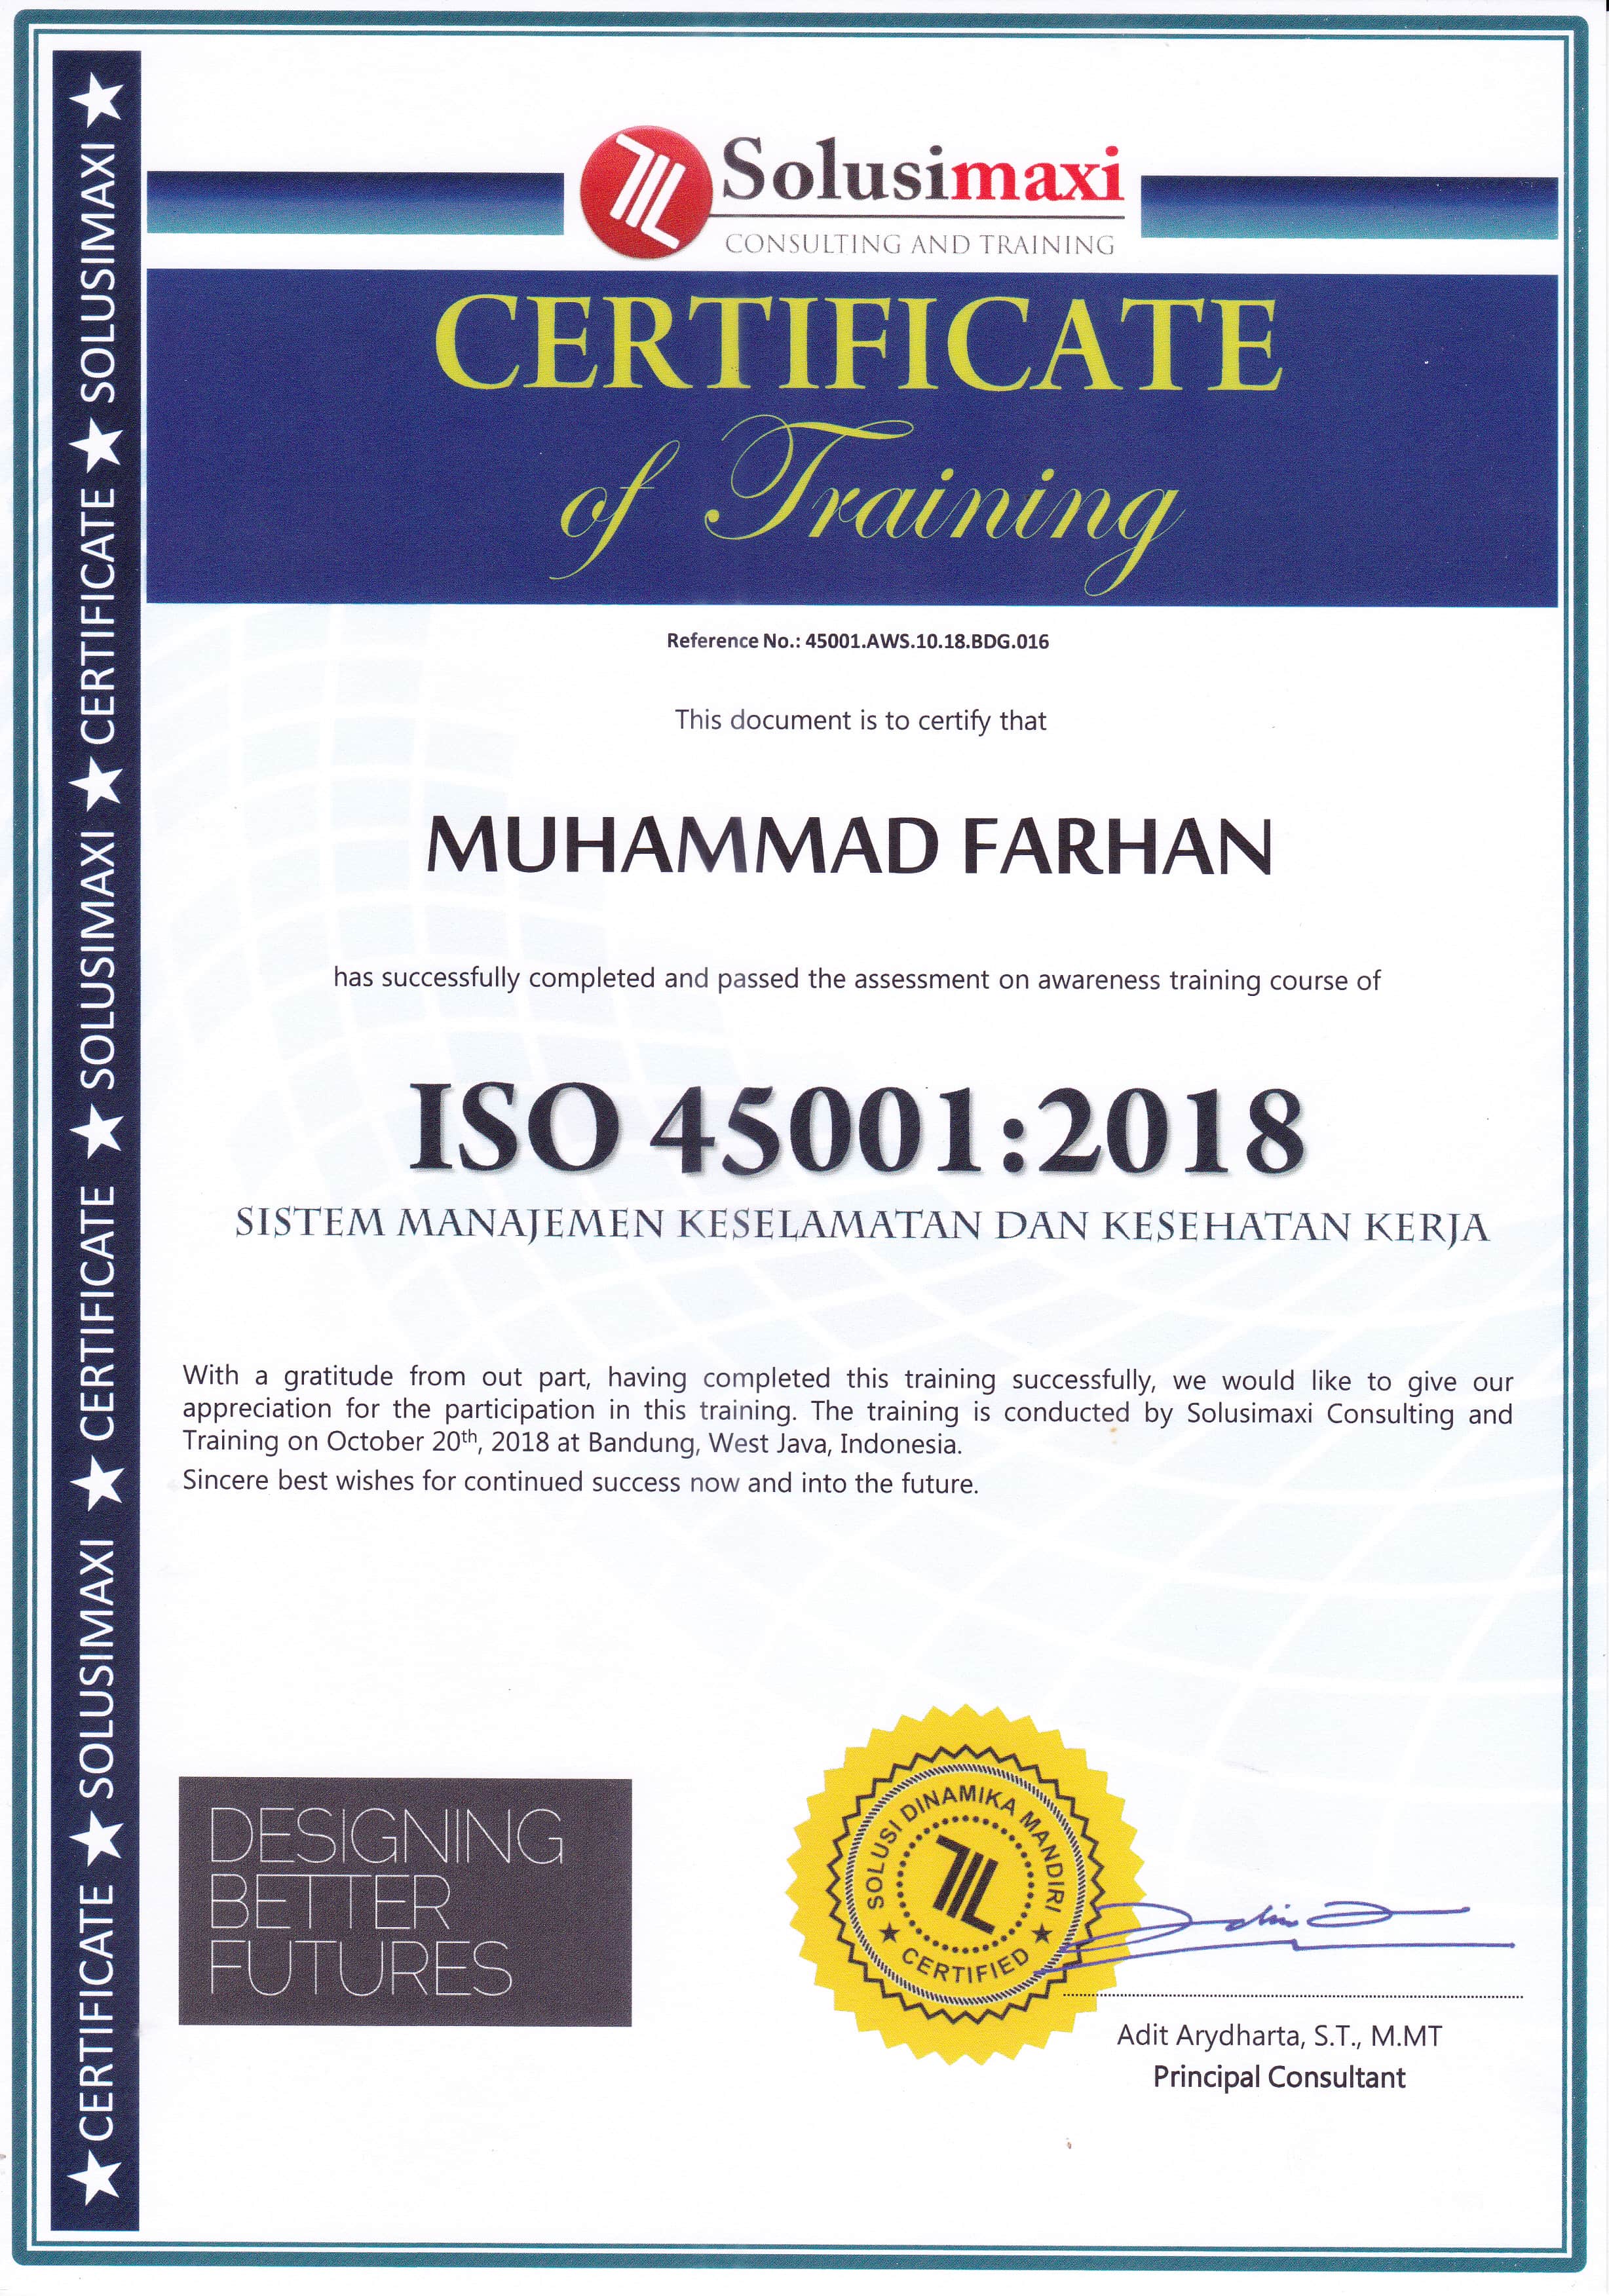 Solusimaxi
CONSULTING AND TRAINING
CERTIFICATE
of Training
Reference No.: 45001.AWS.10.18.BDG.016
This document is to certify that
MUHAMMAD FARHAN
has successfully completed and passed the assessment on awareness training course of
ISO 45001:2018
SISTEM MANAJEMEN KESELAMATAN DAN KESEHATAN KERJA
With a gratitude from out part, having completed this training successfully, we would like to give our
appreciation for the participation in this training. The training is conducted by Solusimaxi Consulting and
Training on October 20th, 2018 at Bandung, West Java, Indonesia.
Sincere best wishes for continued success now and into the future.
DESIGNING
BETTER
FUTURES
SOLUSI DINAMIKA MANDIRI
★ CERTIFIED ★
Adit Arydharta, S.T., M.MT
Principal Consultant
★ CERTIFICATE ★ SOLUSIMAXI ★ CERTIFICATE ★ SOLUSIMAXI ★ CERTIFICATE ★ SOLUSIMAXI ★